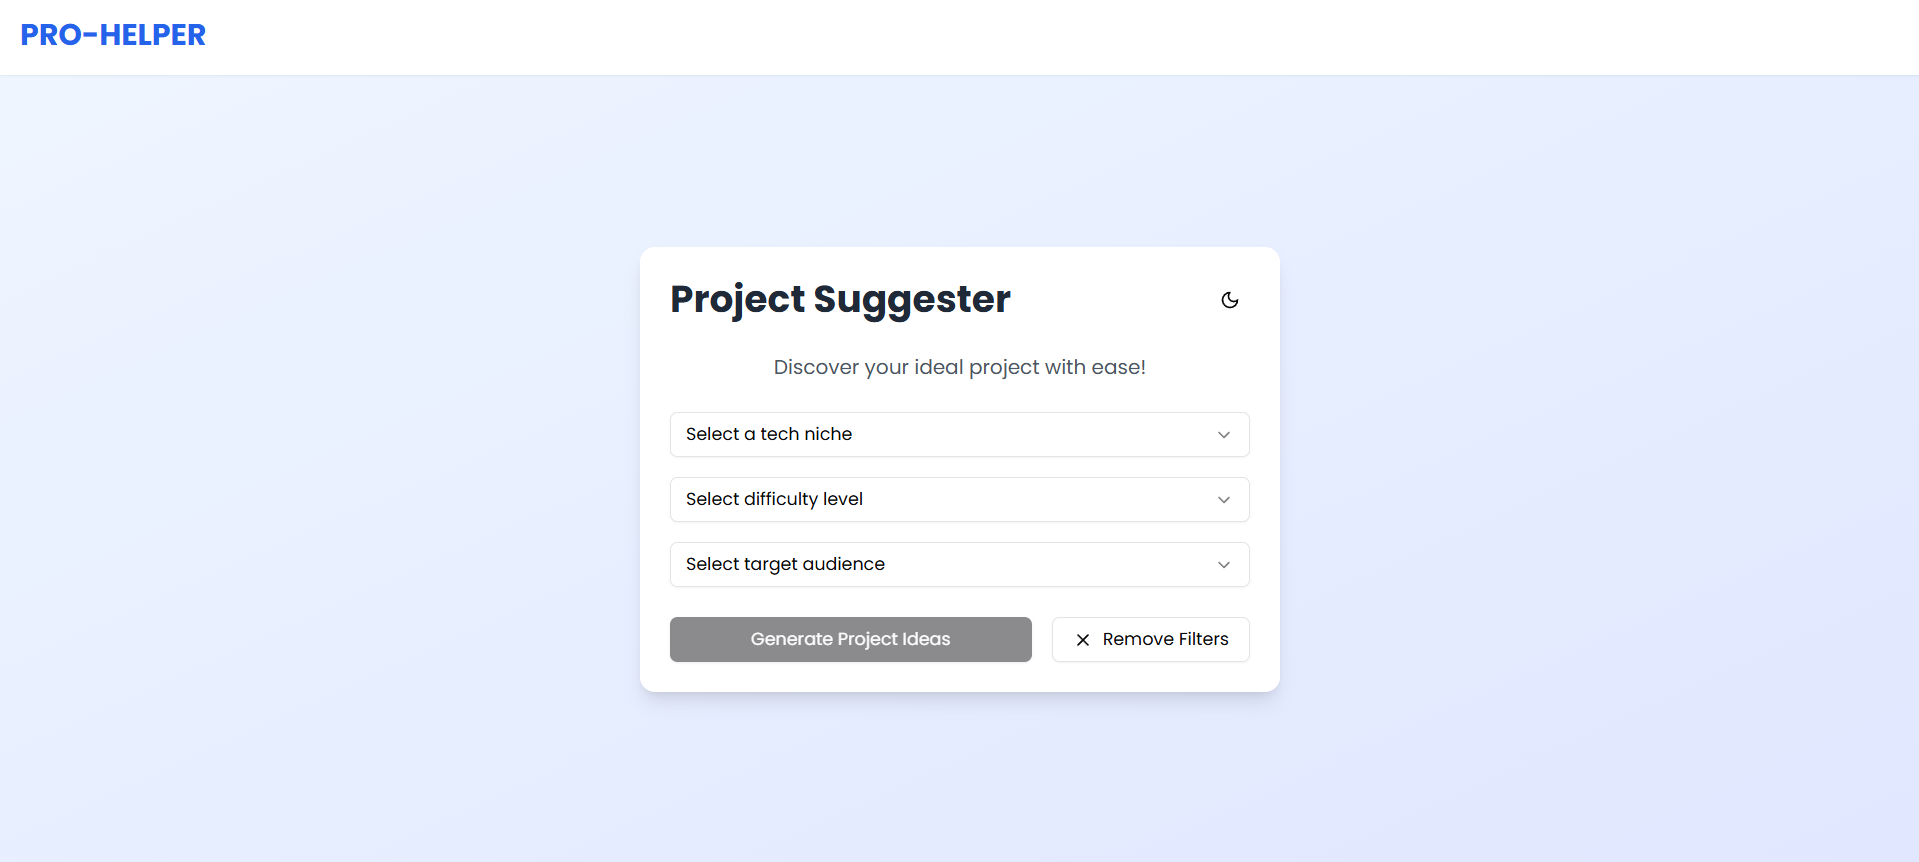 PRO-HELPER
Project Suggester
Discover your ideal project with ease!
Select a tech niche
Select difficulty level
Select target audience
Generate Project Ideas
Remove Filters